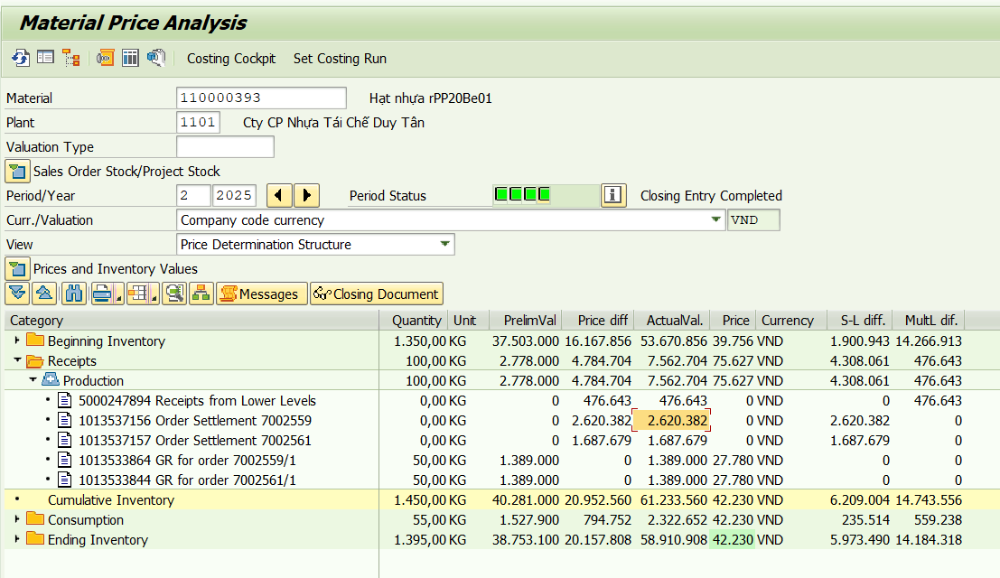 Material Price Analysis
Costing Cockpit Set Costing Run
Material 110000393 Hạt nhựa rPP20Be01
Plant 1101 Cty CP Nhựa Tái Chế Duy Tân
Valuation Type
Sales Order Stock/Project Stock
Period/Year 2 2025 Period Status Closing Entry Completed
Curr./Valuation Company code currency VND
View Price Determination Structure
Prices and Inventory Values
Messages Closing Document
Category Quantity Unit PrelimVal Price diff ActualVal. Price Currency S-L diff. MultL dif.
Beginning Inventory 1.350,00 KG 37.503.000 16.167.856 53.670.856 39.756 VND 1.900.943 14.266.913
Receipts 100,00 KG 2.778.000 4.784.704 7.562.704 75.627 VND 4.308.061 476.643
Production 100,00 KG 2.778.000 4.784.704 7.562.704 75.627 VND 4.308.061 476.643
5000247894 Receipts from Lower Levels 0,00 KG 0 476.643 476.643 0 VND 0 476.643
1013537156 Order Settlement 7002559 0,00 KG 0 2.620.382 2.620.382 0 VND 2.620.382 0
1013537157 Order Settlement 7002561 0,00 KG 0 1.687.679 1.687.679 0 VND 1.687.679 0
1013533864 GR for order 7002559/1 50,00 KG 1.389.000 0 1.389.000 27.780 VND 0 0
1013533844 GR for order 7002561/1 50,00 KG 1.389.000 0 1.389.000 27.780 VND 0 0
Cumulative Inventory 1.450,00 KG 40.281.000 20.952.560 61.233.560 42.230 VND 6.209.004 14.743.556
Consumption 55,00 KG 1.527.900 794.752 2.322.652 42.230 VND 235.514 559.238
Ending Inventory 1.395,00 KG 38.753.100 20.157.808 58.910.908 42.230 VND 5.973.490 14.184.318